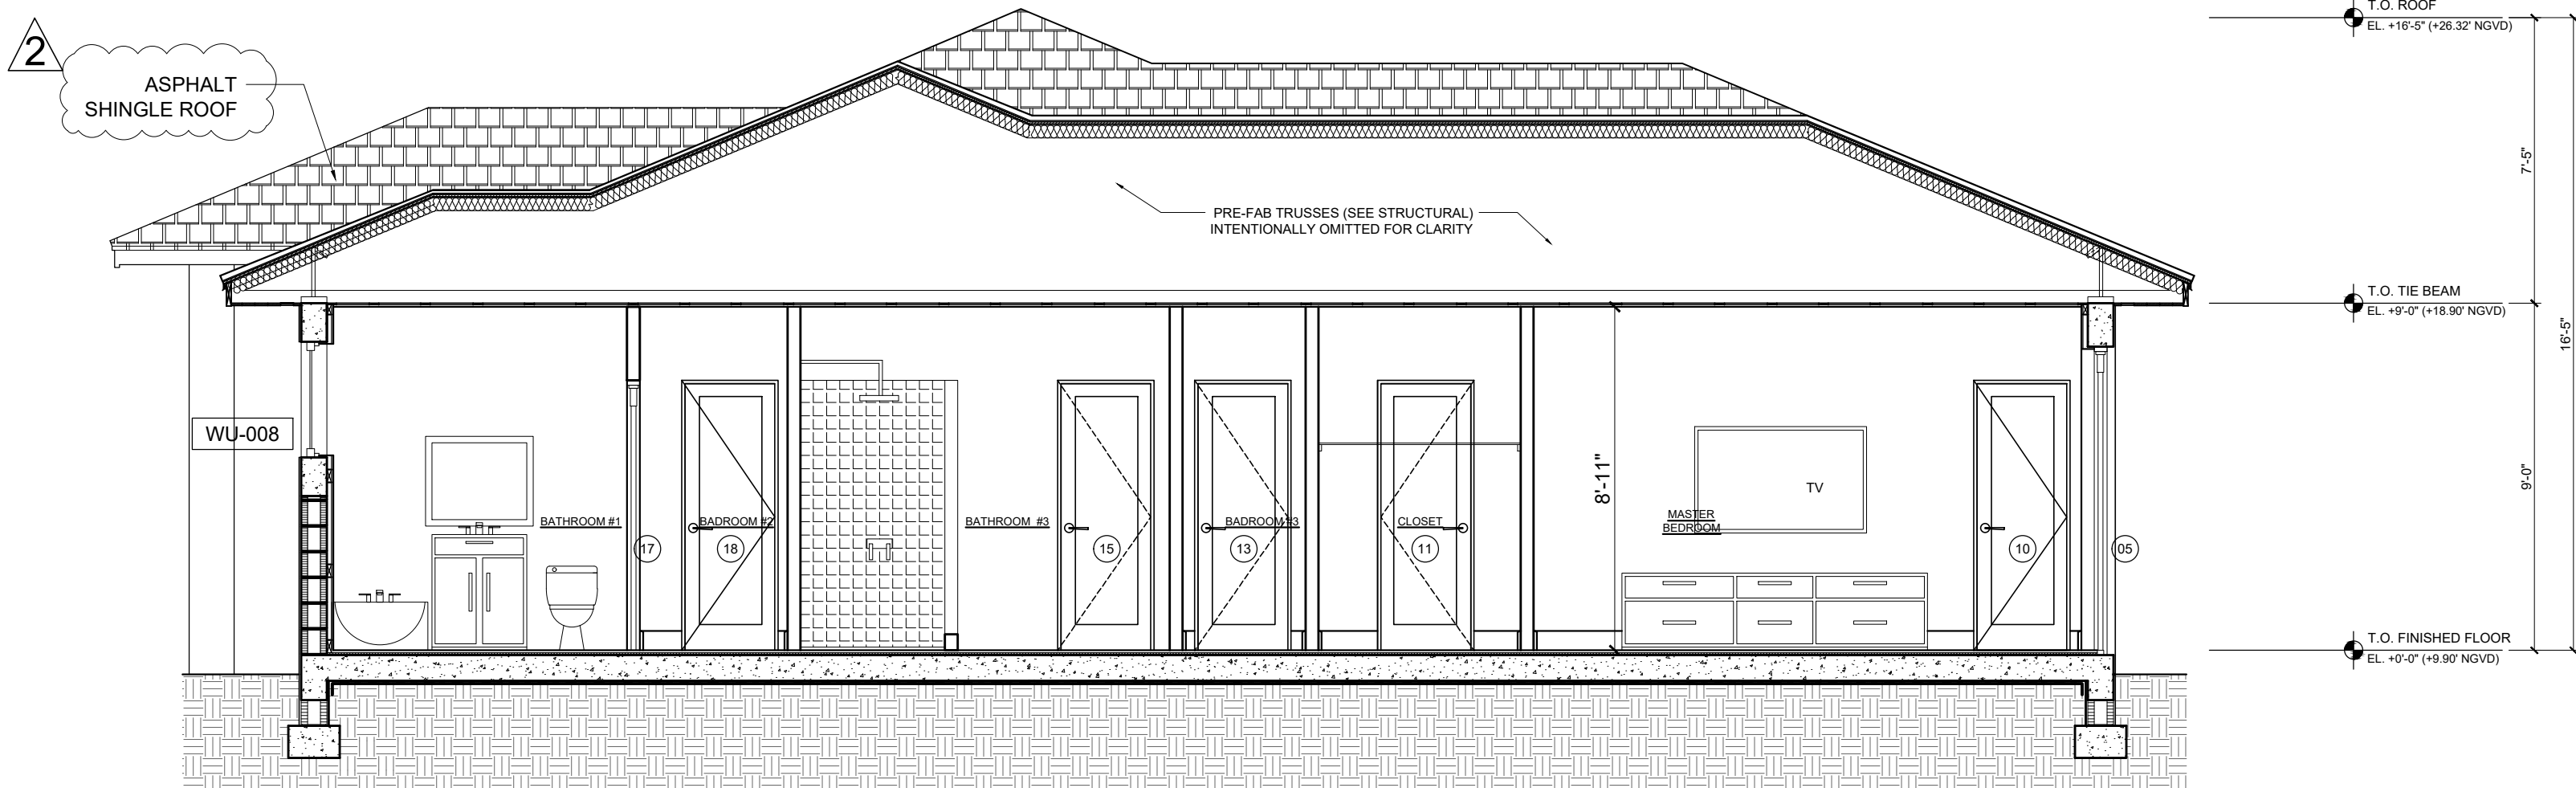 2
ASPHALT
SHINGLE ROOF
T.O. ROOF
EL. +16'-5" (+26.32' NGVD)
7'-5"
PRE-FAB TRUSSES (SEE STRUCTURAL)
INTENTIONALLY OMITTED FOR CLARITY
T.O. TIE BEAM
EL. +9'-0" (+18.90' NGVD)
16'-5"
WU-008
8'-11"
9'-0"
TV
BATHROOM #1
BADROOM #2
BATHROOM #3
BADROOM #3
CLOSET
MASTER
BEDROOM
17
18
15
13
11
10
05
T.O. FINISHED FLOOR
EL. +0'-0" (+9.90' NGVD)